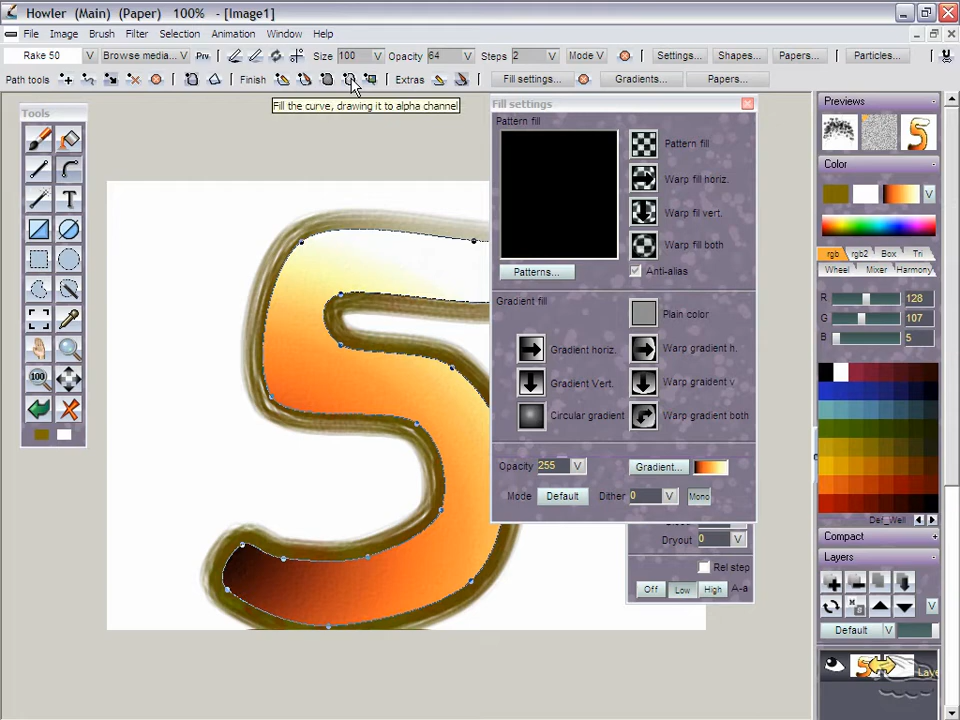 Howler (Mark) (Main) (Paper) 100% - [Image1]
File Image Brush Filter Selection Animation Window Help
Rake 50 Browse media... Prv Size 100 Opacity 64 Steps 2 Mode V Settings... Shapes... Papers... Particles...
Path tools Finish Extras Fill settings... Gradients... Papers...
Fill the curve, drawing it to alpha channel
Tools
Fill settings
Pattern fill
Pattern fill
Warp fill horiz.
Warp fil vert.
Warp fill both
Patterns...
Anti-alias
Gradient fill
Plain color
Gradient horiz.
Warp gradient h.
Gradient Vert.
Warp graident v
Circular gradient
Warp gradient both
Opacity 255 V Gradient...
Mode Default Dither 0 V Mono
Dryout 0 V
Rel step
Off Low High A-a
Previews
Color
rgb rgb2 Box Tri
Wheel Mixer Harmony
R 128
G 107
B 5
Def_Well
Compact
Layers
Default V